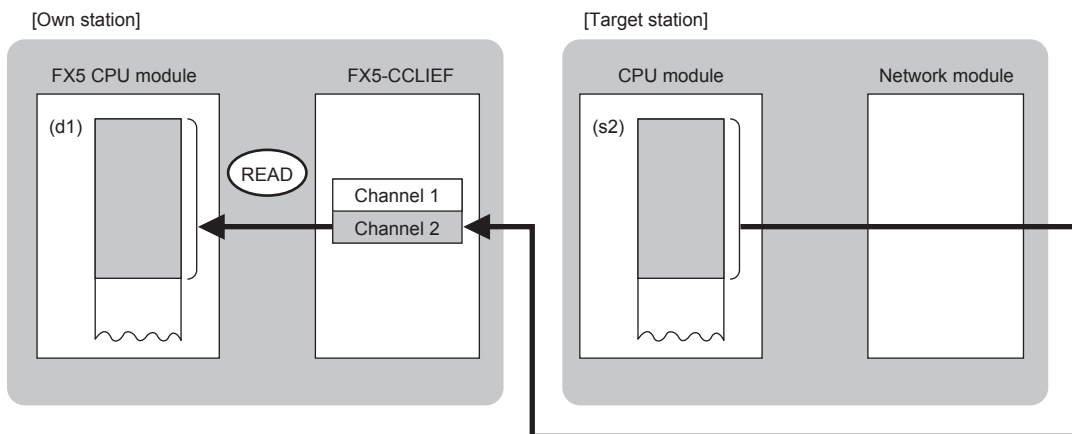 [Own station]
[Target station]
FX5 CPU module
FX5-CCLIEF
CPU module
Network module
(d1)
READ
Channel 1
Channel 2
(s2)